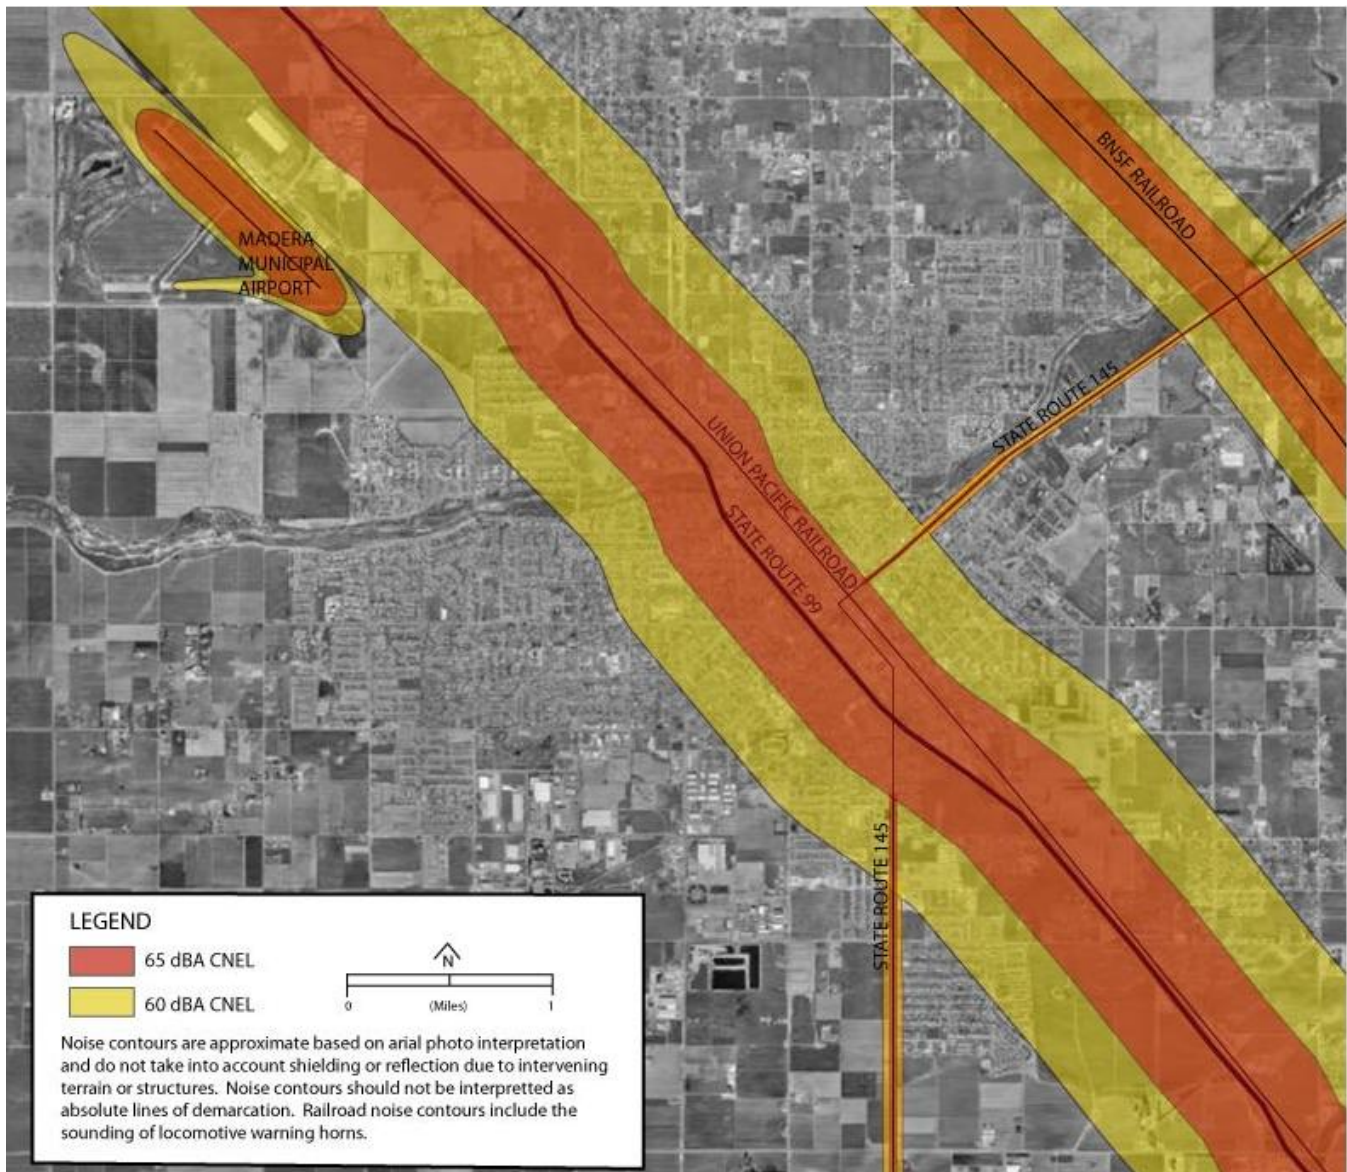 BNSF RAILROAD
MADERA
MUNICIPAL
AIRPORT
STATE ROUTE 145
UNION PACIFIC RAILROAD
STATE ROUTE 99
STATE ROUTE 145
LEGEND
65 dBA CNEL
60 dBA CNEL
N
0 (Miles) 1
Noise contours are approximate based on arial photo interpretation
and do not take into account shielding or reflection due to intervening
terrain or structures. Noise contours should not be interpretted as
absolute lines of demarcation. Railroad noise contours include the
sounding of locomotive warning horns.